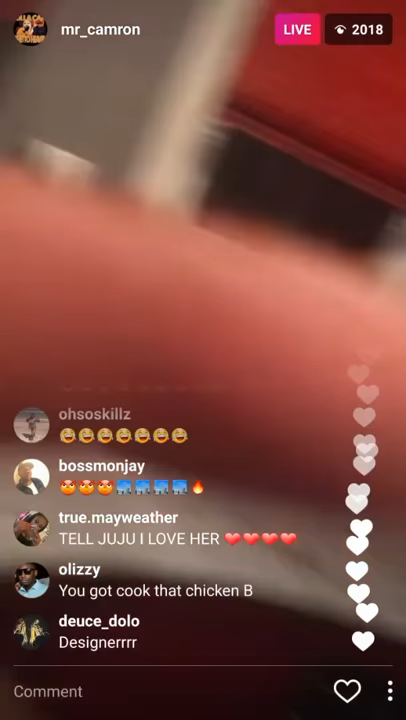 mr_camron
LIVE
2018
ohsoskillz
😂😂😂😂😂😂😂
bossmonjay
true.mayweather
TELL JUJU I LOVE HER ❤️❤️❤️❤️
olizzy
You got cook that chicken B
deuce_dolo
Designerrrr
Comment